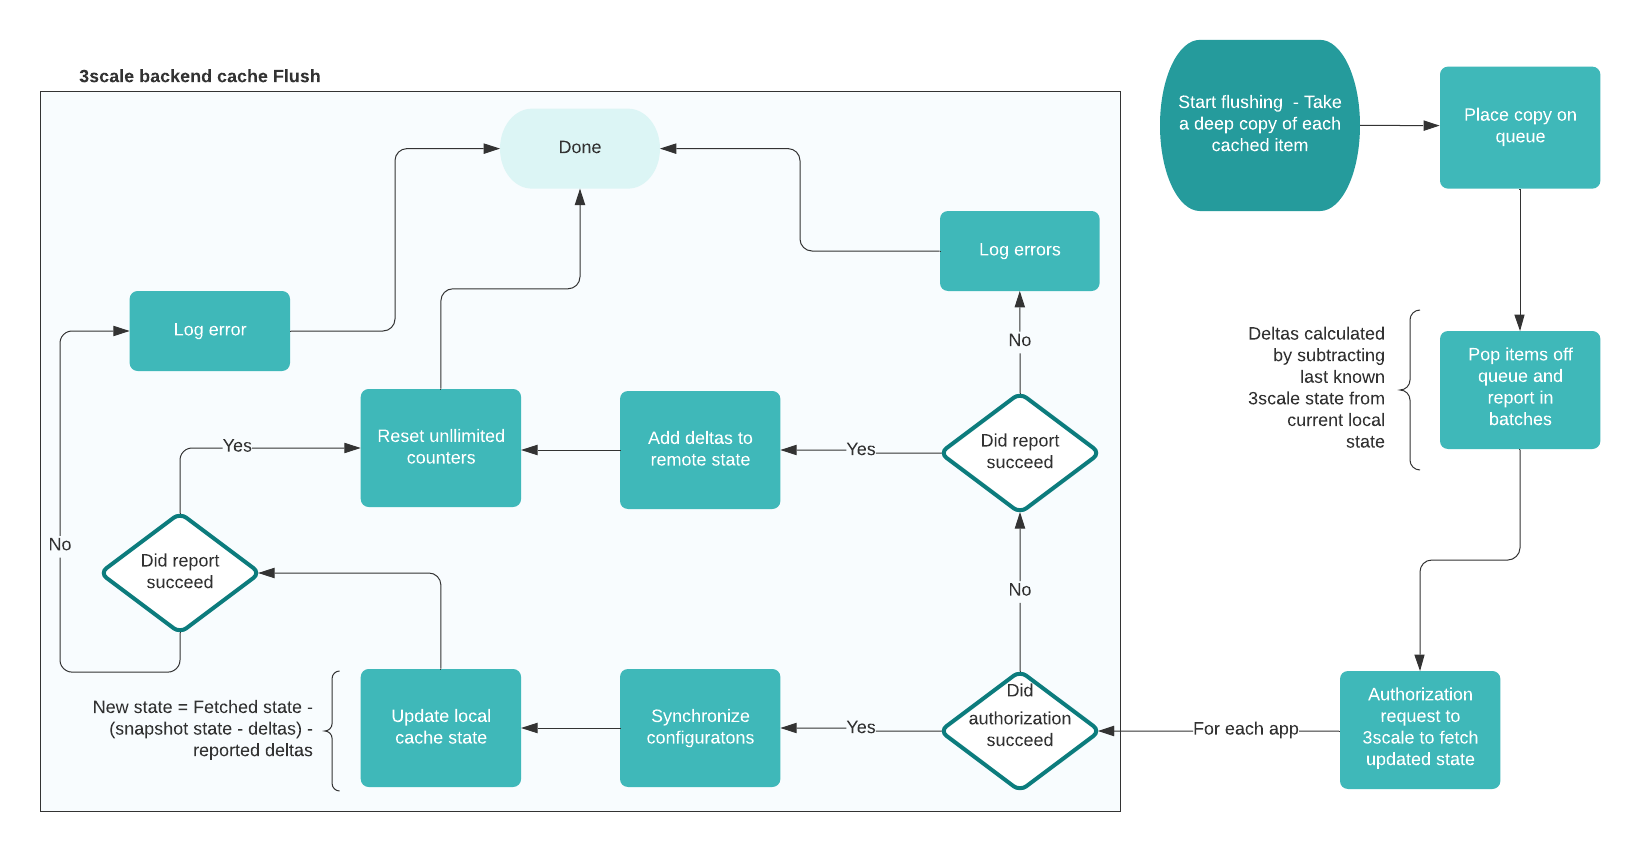 3scale backend cache Flush
Start flushing  - Take
a deep copy of each
cached item
Place copy on
queue
Done
Log errors
Log error
No
Deltas calculated
by subtracting
last known
3scale state from
current local
state
Pop items off
queue and
report in
batches
Reset unllimited
counters
Add deltas to
remote state
Yes
Did report
succeed
Yes
No
Did report
succeed
No
New state = Fetched state -
(snapshot state - deltas) -
reported deltas
Update local
cache state
Synchronize
configuratons
Yes
Did
authorization
succeed
For each app
Authorization
request to
3scale to fetch
updated state